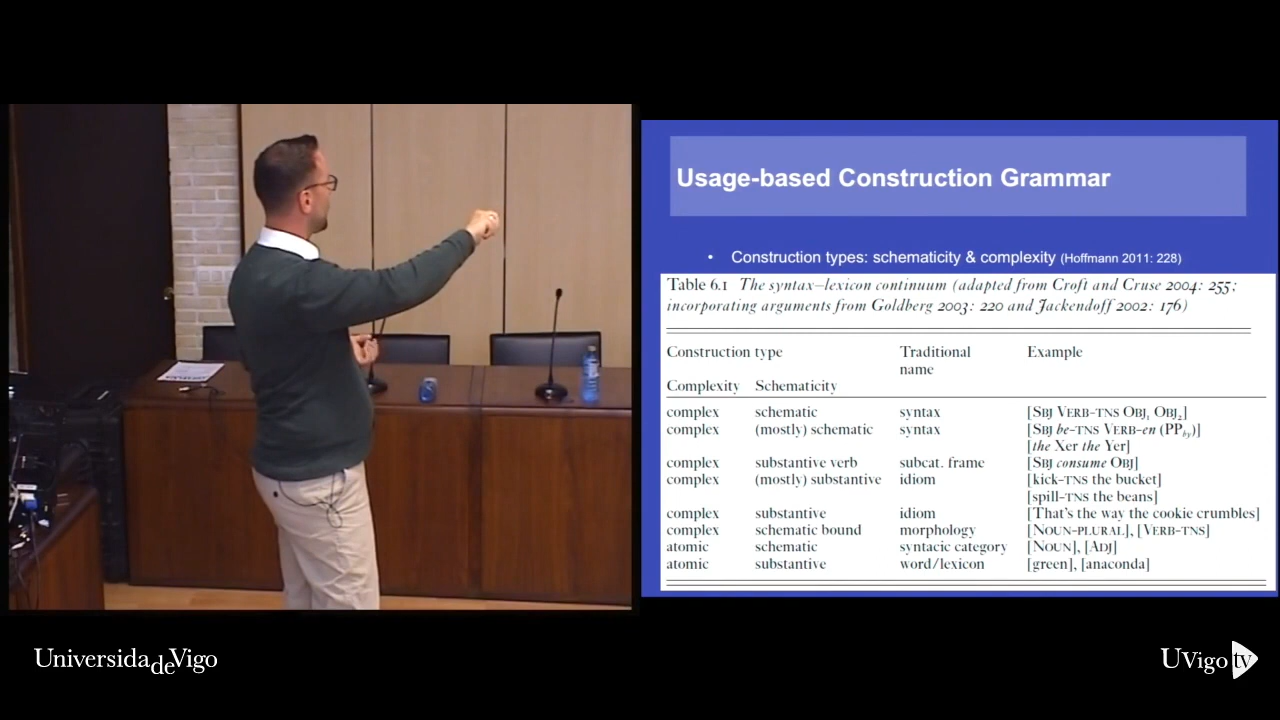 Usage-based Construction Grammar
• Construction types: schematicity & complexity (Hoffmann 2011: 228)
Table 6.1 The syntax–lexicon continuum (adapted from Croft and Cruse 2004: 255;
incorporating arguments from Goldberg 2003: 220 and Jackendoff 2002: 176)
Construction type Traditional name Example
Complexity Schematicity
complex schematic syntax [SBJ VERB-TNS OBJ1 OBJ2]
complex (mostly) schematic syntax [SBJ be-TNS VERB-en (PPby)]
[the Xer the Yer]
complex substantive verb subcat. frame [SBJ consume OBJ]
complex (mostly) substantive idiom [kick-TNS the bucket]
[spill-TNS the beans]
complex substantive idiom [That's the way the cookie crumbles]
complex schematic bound morphology [NOUN-PLURAL], [VERB-TNS]
atomic schematic syntacic category [NOUN], [ADJ]
atomic substantive word/lexicon [green], [anaconda]
UniversidadeVigo
UVigo tv